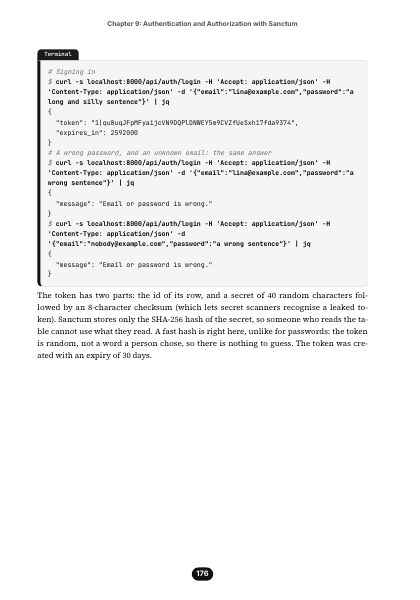 Chapter 9: Authentication and Authorization with Sanctum
Terminal
# Signing in
$ curl -s localhost:8000/api/auth/login -H 'Accept: application/json' -H
'Content-Type: application/json' -d '{"email":"lina@example.com","password":"a
long and silly sentence"}' | jq
{
"token": "1|qu8uqJFpMFyaijcVN9DQPlDNWEY5m9CVZfUeSxh17fda9374",
"expires_in": 2592000
}
# A wrong password, and an unknown email: the same answer
$ curl -s localhost:8000/api/auth/login -H 'Accept: application/json' -H
'Content-Type: application/json' -d '{"email":"lina@example.com","password":"a
wrong sentence"}' | jq
{
"message": "Email or password is wrong."
}
$ curl -s localhost:8000/api/auth/login -H 'Accept: application/json' -H
'Content-Type: application/json' -d
'{"email":"nobody@example.com","password":"a wrong sentence"}' | jq
{
"message": "Email or password is wrong."
}
The token has two parts: the id of its row, and a secret of 40 random characters fol-
lowed by an 8-character checksum (which lets secret scanners recognise a leaked to-
ken). Sanctum stores only the SHA-256 hash of the secret, so someone who reads the ta-
ble cannot use what they read. A fast hash is right here, unlike for passwords: the token
is random, not a word a person chose, so there is nothing to guess. The token was cre-
ated with an expiry of 30 days.
176